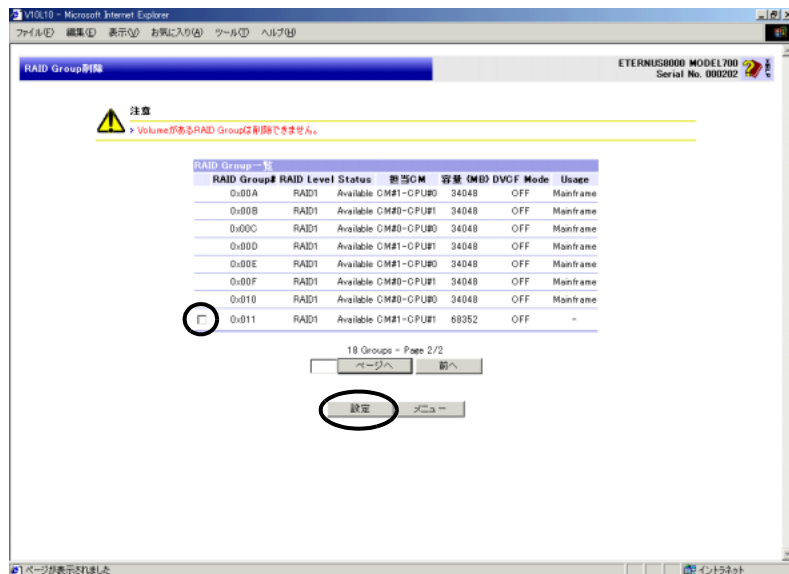 V10L10 - Microsoft Internet Explorer
ファイル(F) 編集(E) 表示(V) お気に入り(A) ツール(T) ヘルプ(H)
RAID Group削除
ETERNUS8000 MODEL700
Serial No. 000202
注意
> VolumeがあるRAID Groupは削除できません。
RAID Group一覧
RAID Group# RAID Level Status 担当CM 容量 (MB) DVCF Mode Usage
0x00A RAID1 Available CM#1-CPU#0 34048 OFF Mainframe
0x00B RAID1 Available CM#0-CPU#1 34048 OFF Mainframe
0x00C RAID1 Available CM#0-CPU#0 34048 OFF Mainframe
0x00D RAID1 Available CM#1-CPU#1 34048 OFF Mainframe
0x00E RAID1 Available CM#1-CPU#0 34048 OFF Mainframe
0x00F RAID1 Available CM#0-CPU#1 34048 OFF Mainframe
0x010 RAID1 Available CM#0-CPU#0 34048 OFF Mainframe
0x011 RAID1 Available CM#1-CPU#1 68352 OFF -
18 Groups - Page 2/2
ページへ 前へ
設定 メニュー
ページが表示されました イントラネット